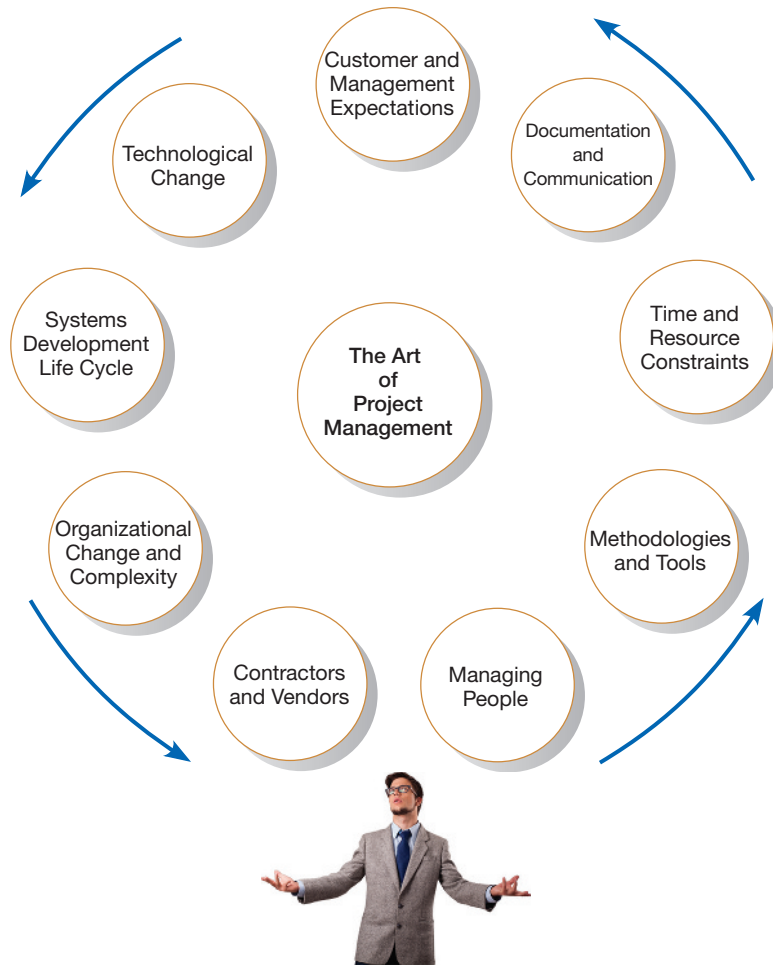 Customer and
Management
Expectations
Documentation
and
Communication
Technological
Change
Time and
Resource
Constraints
Systems
Development
Life Cycle
The Art
of
Project
Management
Organizational
Change and
Complexity
Methodologies
and Tools
Contractors
and Vendors
Managing
People